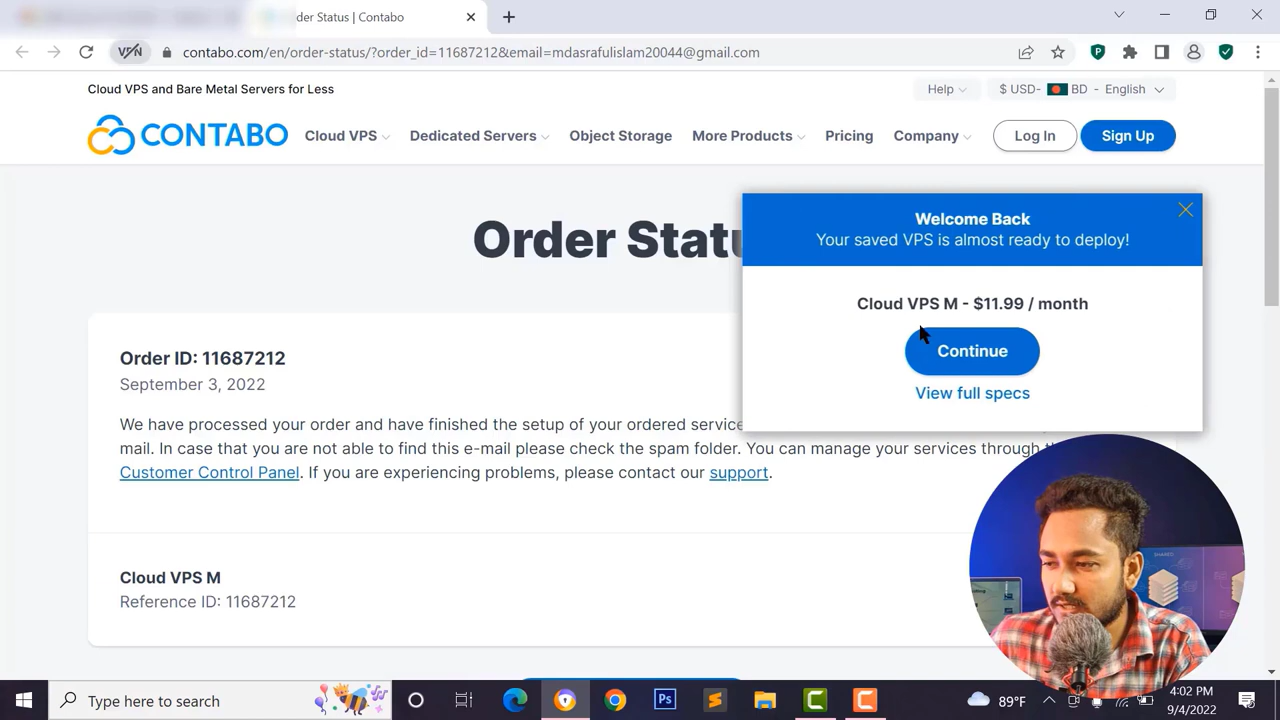 der Status | Contabo
VPN
contabo.com/en/order-status/?order_id=11687212&email=mdasrafulislam20044@gmail.com
Cloud VPS and Bare Metal Servers for Less
Help
$ USD- BD - English
CONTABO
Cloud VPS
Dedicated Servers
Object Storage
More Products
Pricing
Company
Log In
Sign Up
Order Statu
Welcome Back
Your saved VPS is almost ready to deploy!
Cloud VPS M - $11.99 / month
Continue
View full specs
Order ID: 11687212
September 3, 2022
We have processed your order and have finished the setup of your ordered service
mail. In case that you are not able to find this e-mail please check the spam folder. You can manage your services through
Customer Control Panel. If you are experiencing problems, please contact our support.
Cloud VPS M
Reference ID: 11687212
SHARED
Type here to search
Ps
89°F
4:02 PM
9/4/2022